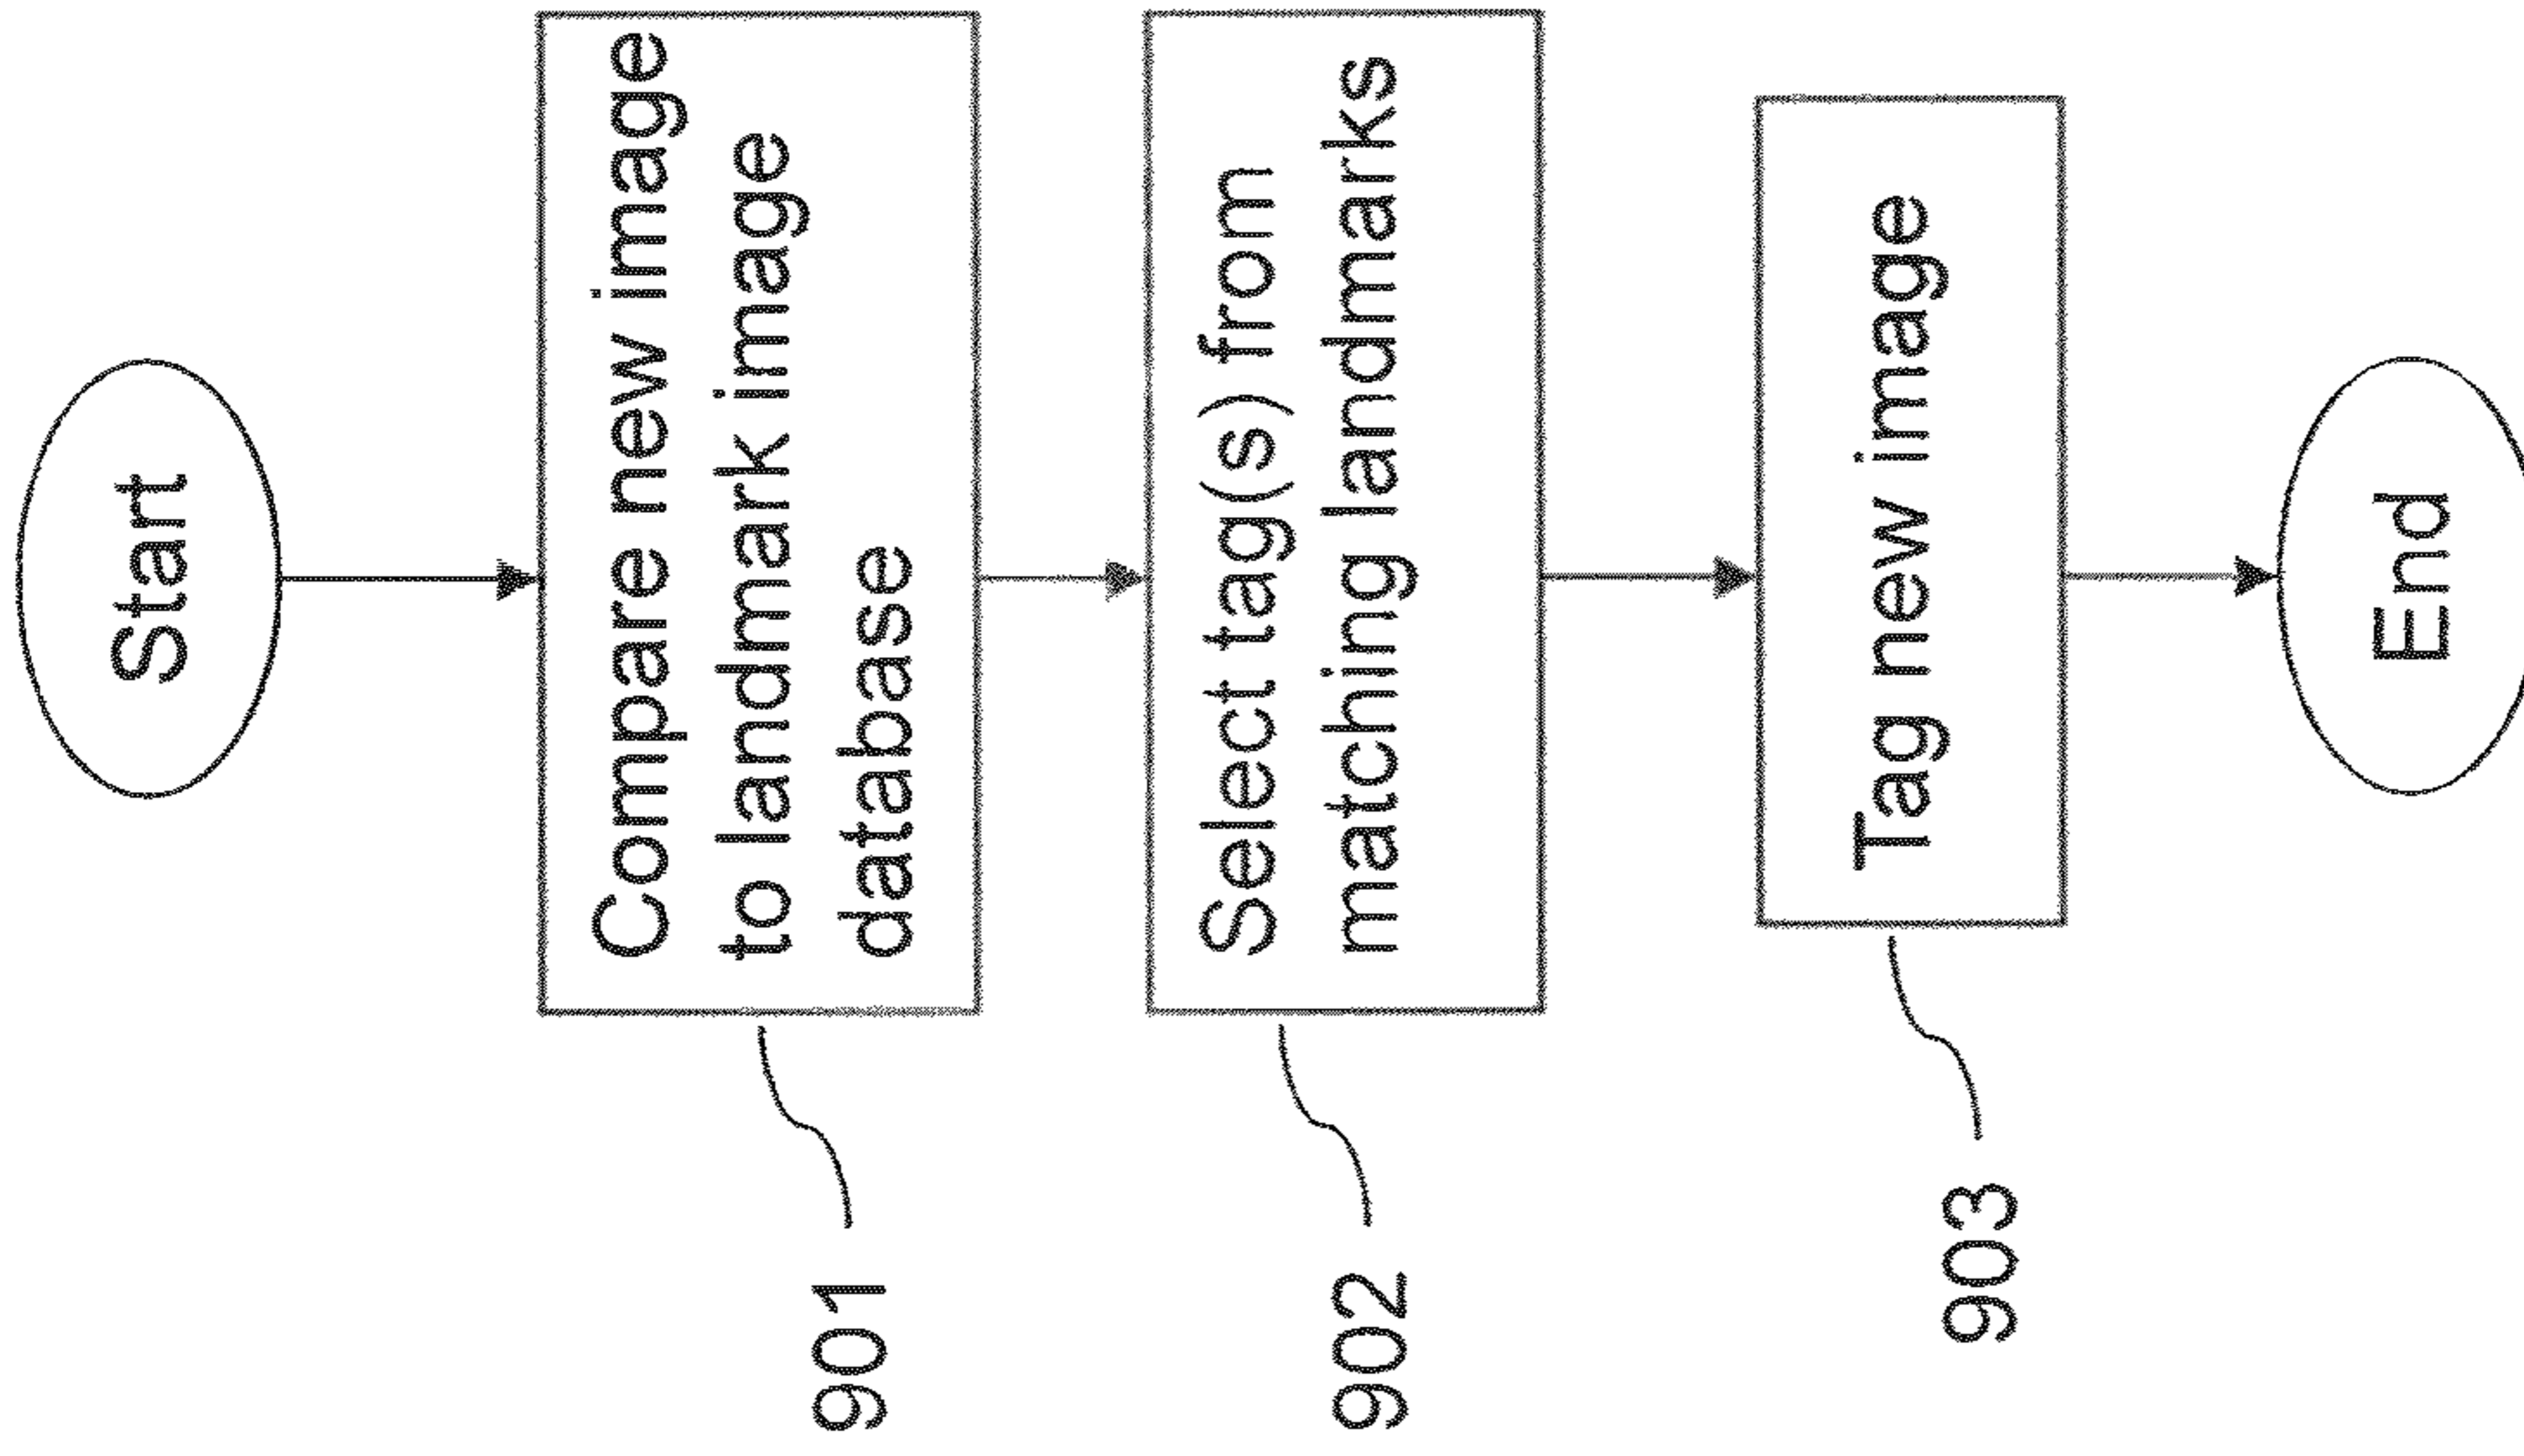 Start
Compare new image
to landmark image
database
901
Select tag(s) from
matching landmarks
902
Tag new image
903
End